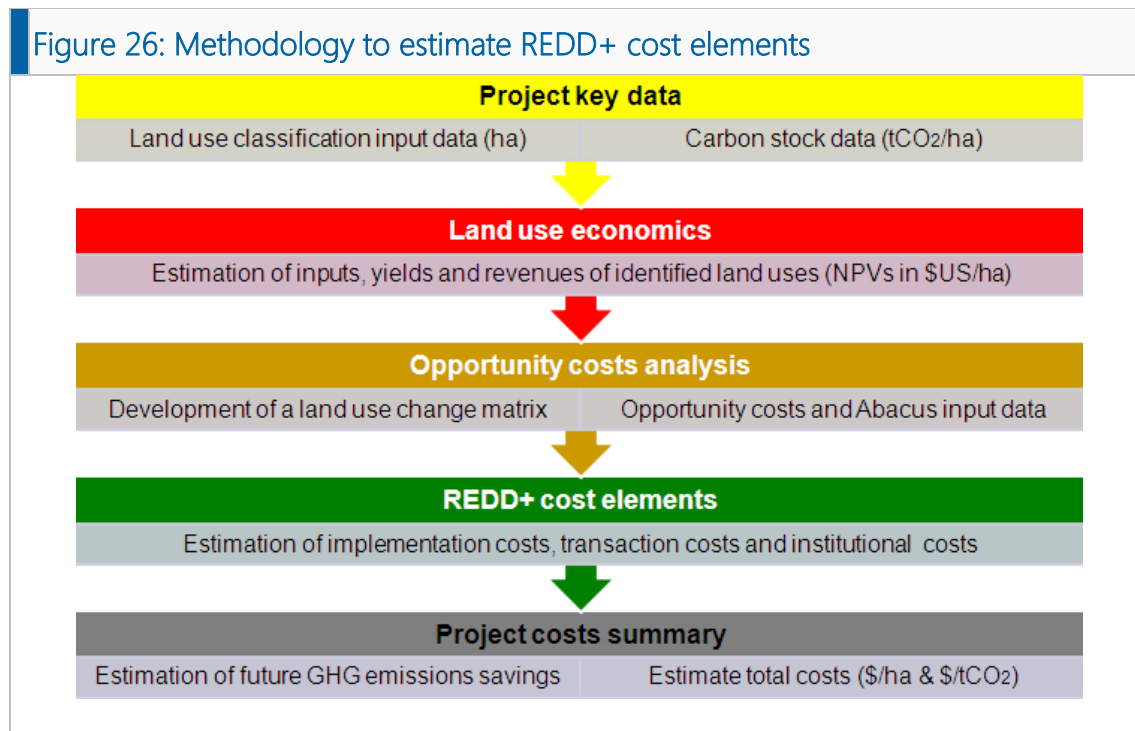 Figure 26: Methodology to estimate REDD+ cost elements
Project key data
Land use classification input data (ha)
Carbon stock data (tCO2/ha)
Land use economics
Estimation of inputs, yields and revenues of identified land uses (NPVs in $US/ha)
Opportunity costs analysis
Development of a land use change matrix
Opportunity costs and Abacus input data
REDD+ cost elements
Estimation of implementation costs, transaction costs and institutional costs
Project costs summary
Estimation of future GHG emissions savings
Estimate total costs ($/ha & $/tCO2)